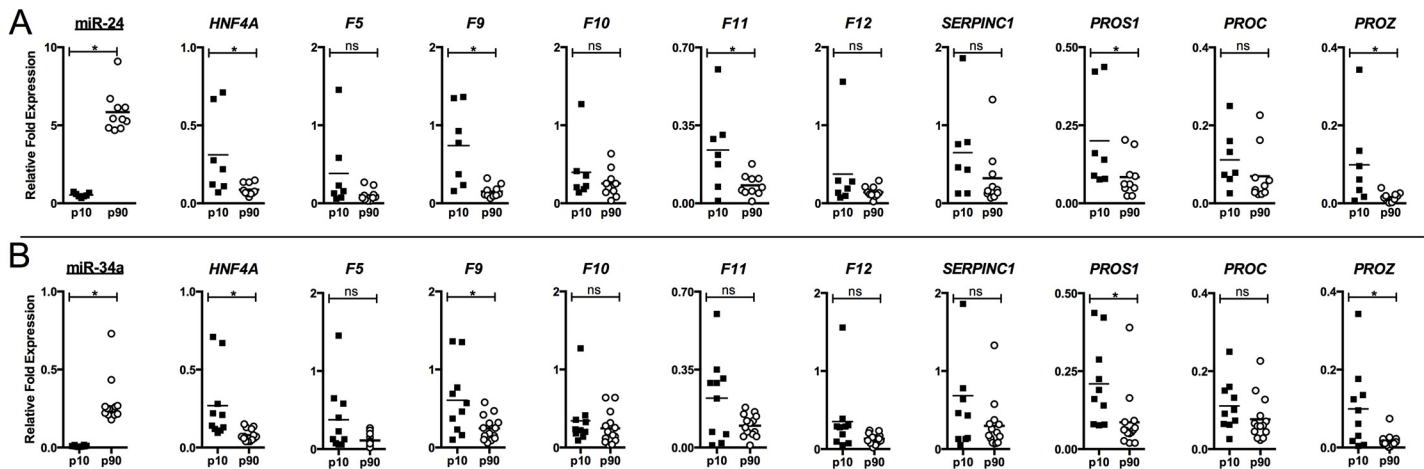 A
miR-24 HNF4A F5 F9 F10 F11 F12 SERPINC1 PROS1 PROC PROZ
* * ns * ns * ns ns * ns *
10 1.0 2 2 2 0.70 2 2 0.50 0.4 0.4
Relative Fold Expression
5 0.5 1 1 1 0.35 1 1 0.25 0.2 0.2
0 0.0 0 0 0 0.00 0 0 0.00 0.0 0.0
p10 p90 p10 p90 p10 p90 p10 p90 p10 p90 p10 p90 p10 p90 p10 p90 p10 p90 p10 p90 p10 p90
B
miR-34a HNF4A F5 F9 F10 F11 F12 SERPINC1 PROS1 PROC PROZ
* * ns * ns ns ns ns * ns *
1.0 1.0 2 2 2 0.70 2 2 0.50 0.4 0.4
Relative Fold Expression
0.5 0.5 1 1 1 0.35 1 1 0.25 0.2 0.2
0.0 0.0 0 0 0 0.00 0 0 0.00 0.0 0.0
p10 p90 p10 p90 p10 p90 p10 p90 p10 p90 p10 p90 p10 p90 p10 p90 p10 p90 p10 p90 p10 p90